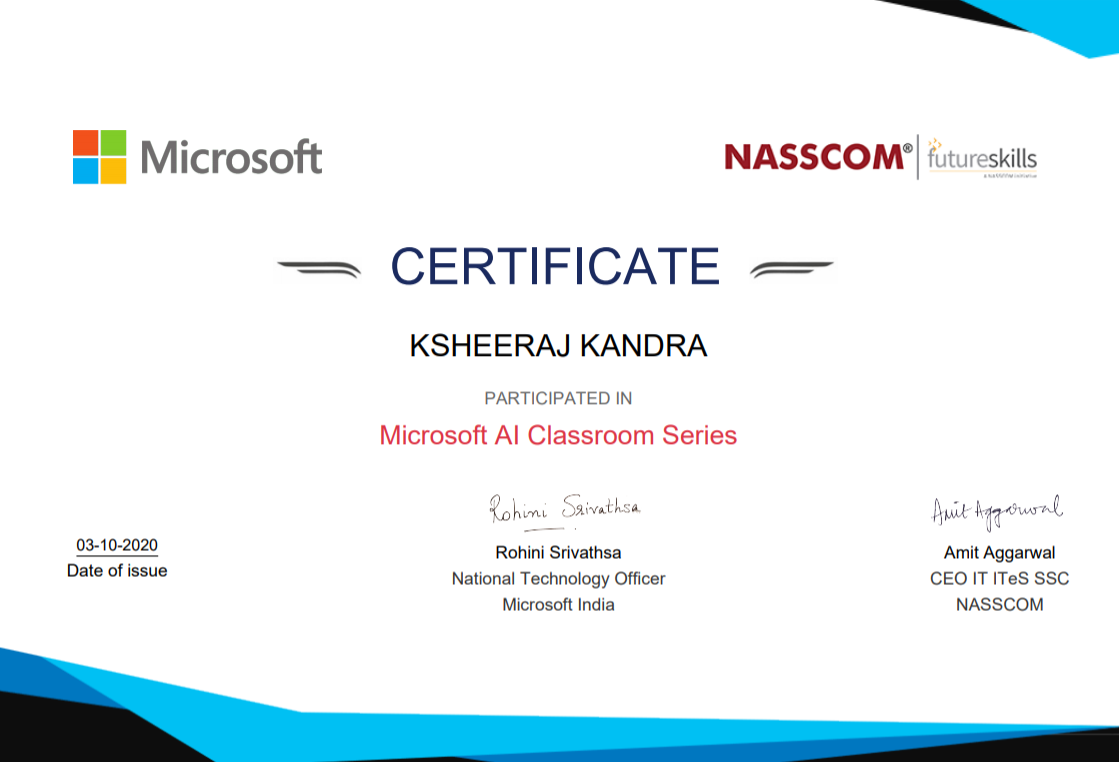 Microsoft
NASSCOM® futureskills
A NASSCOM Initiative
CERTIFICATE
KSHEERAJ KANDRA
PARTICIPATED IN
Microsoft AI Classroom Series
Rohini Srivathsa
Amit Aggarwal
03-10-2020
Date of issue
Rohini Srivathsa
National Technology Officer
Microsoft India
Amit Aggarwal
CEO IT ITeS SSC
NASSCOM